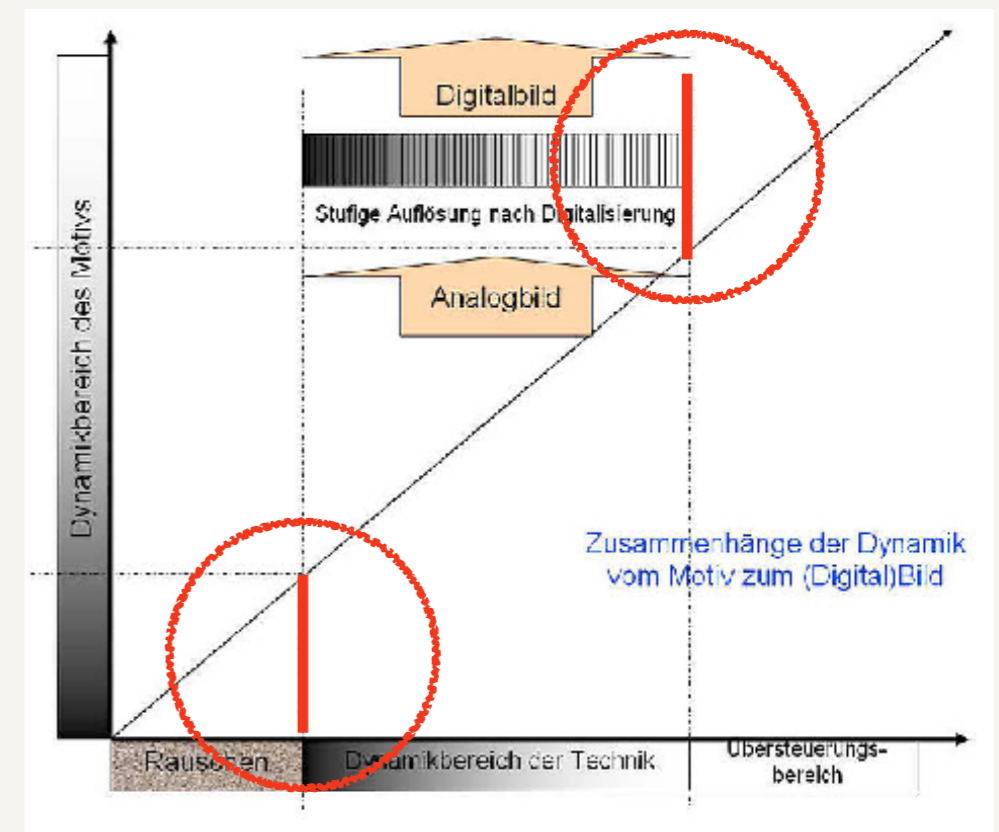 Digitalbild
Stufige Auflösung nach Digitalisierung
Analogbild
Dynamikbereich des Motivs
Zusammenhänge der Dynamik
vom Motiv zum (Digital)Bild
Rauschen
Dynamikbereich der Technik
Übersteuerungs-
bereich